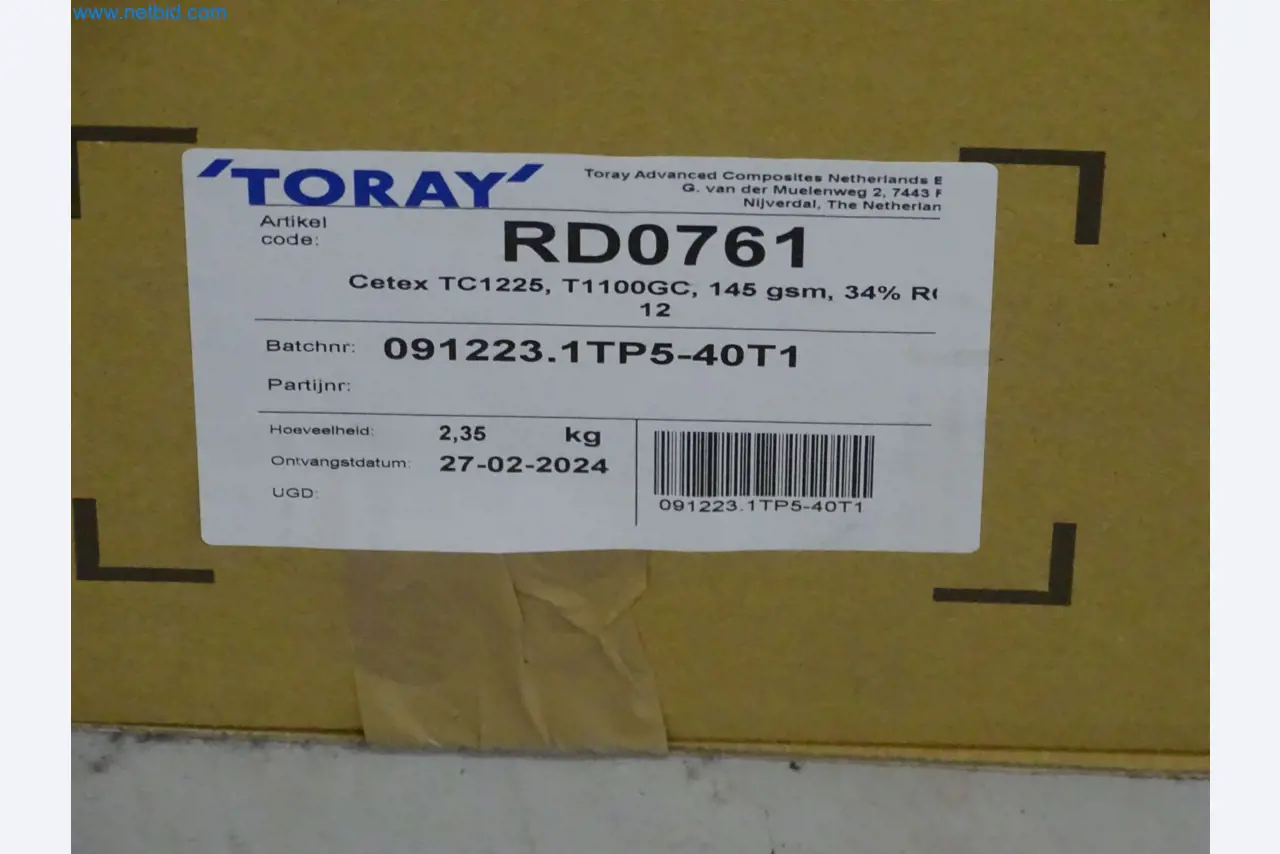 www.netbid.com
'TORAY'
Toray Advanced Composites Netherlands
G. van der Muelenweg 2, 7443
Nijverdal, The
Artikel
code:
RD0761
Cetex TC1225, T1100GC, 145 gsm, 34%
12
Batchnr: 091223.1TP5-40T1
Partijnr:
Hoeveelheid: 2,35 kg
Ontvangstdatum: 27-02-2024
UGD:
091223.1TP5-40T1